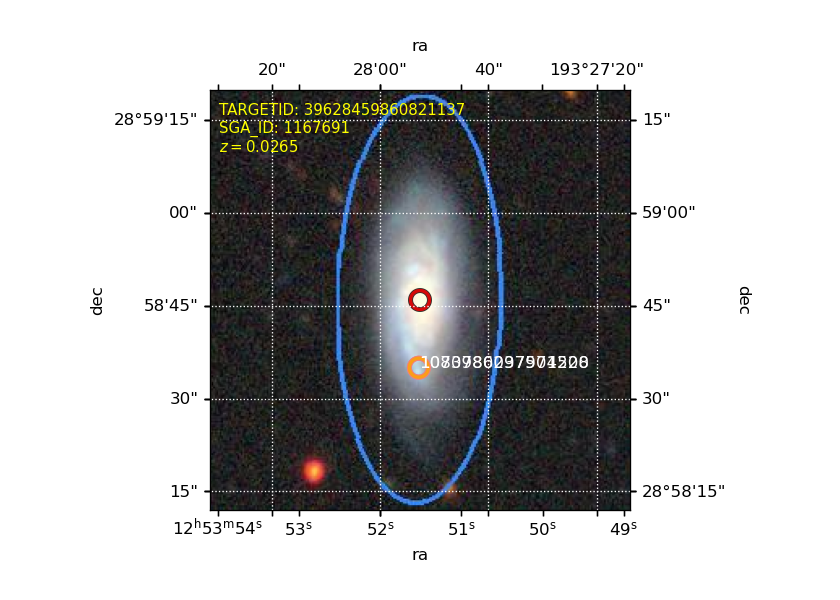 ra
20" 28'00" 40" 193°27'20"
TARGETID: 39628459860821137
SGA_ID: 1167691
z = 0.0265
28°59'15" 15"
00" 59'00"
dec 58'45" 45" dec
30" 30"
15" 28°58'15"
12h53m54s 53s 52s 51s 50s 49s
ra